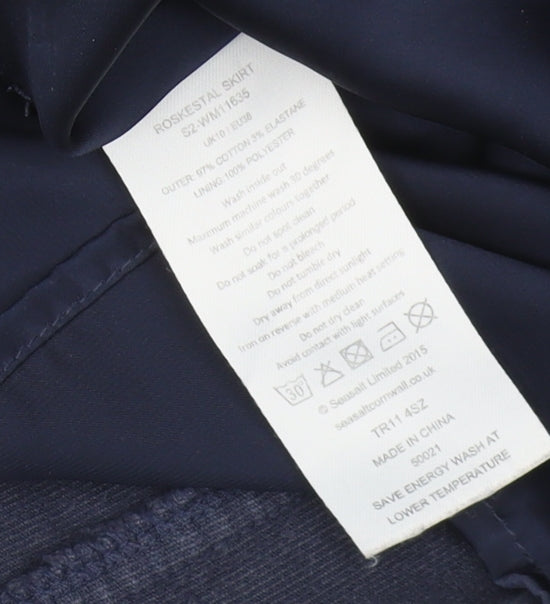 ROSKESTAL SKIRT
S2-WM11635
UK10 / EU38
OUTER: 97% COTTON 3% ELASTANE
LINING:100% POLYESTER
Wash inside out
Maximum machine wash 30 degrees
Wash similar colours together
Do not spot clean
Do not soak for a prolonged period
Do not bleach
Do not tumble dry
Dry away from direct sunlight
Iron on reverse with medium heat setting
Do not dry clean
Avoid contact with light surfaces
30°
© Seasalt Limited 2015
seasaltcornwall.co.uk
TR11 4SZ
MADE IN CHINA
50021
SAVE ENERGY WASH AT
LOWER TEMPERATURE